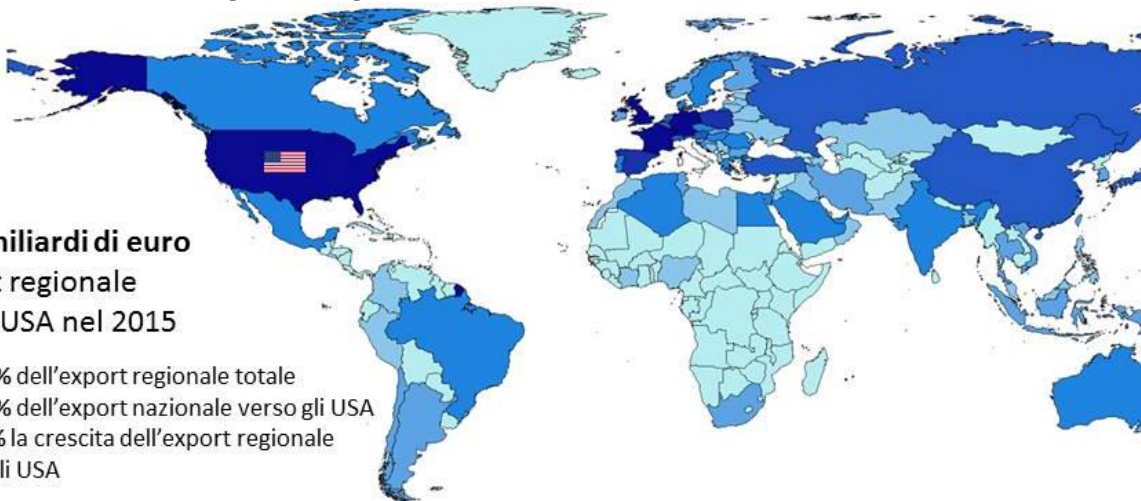 miliardi di euro
t regionale
USA nel 2015
% dell’export regionale totale
% dell’export nazionale verso gli USA
% la crescita dell’export regionale
li USA